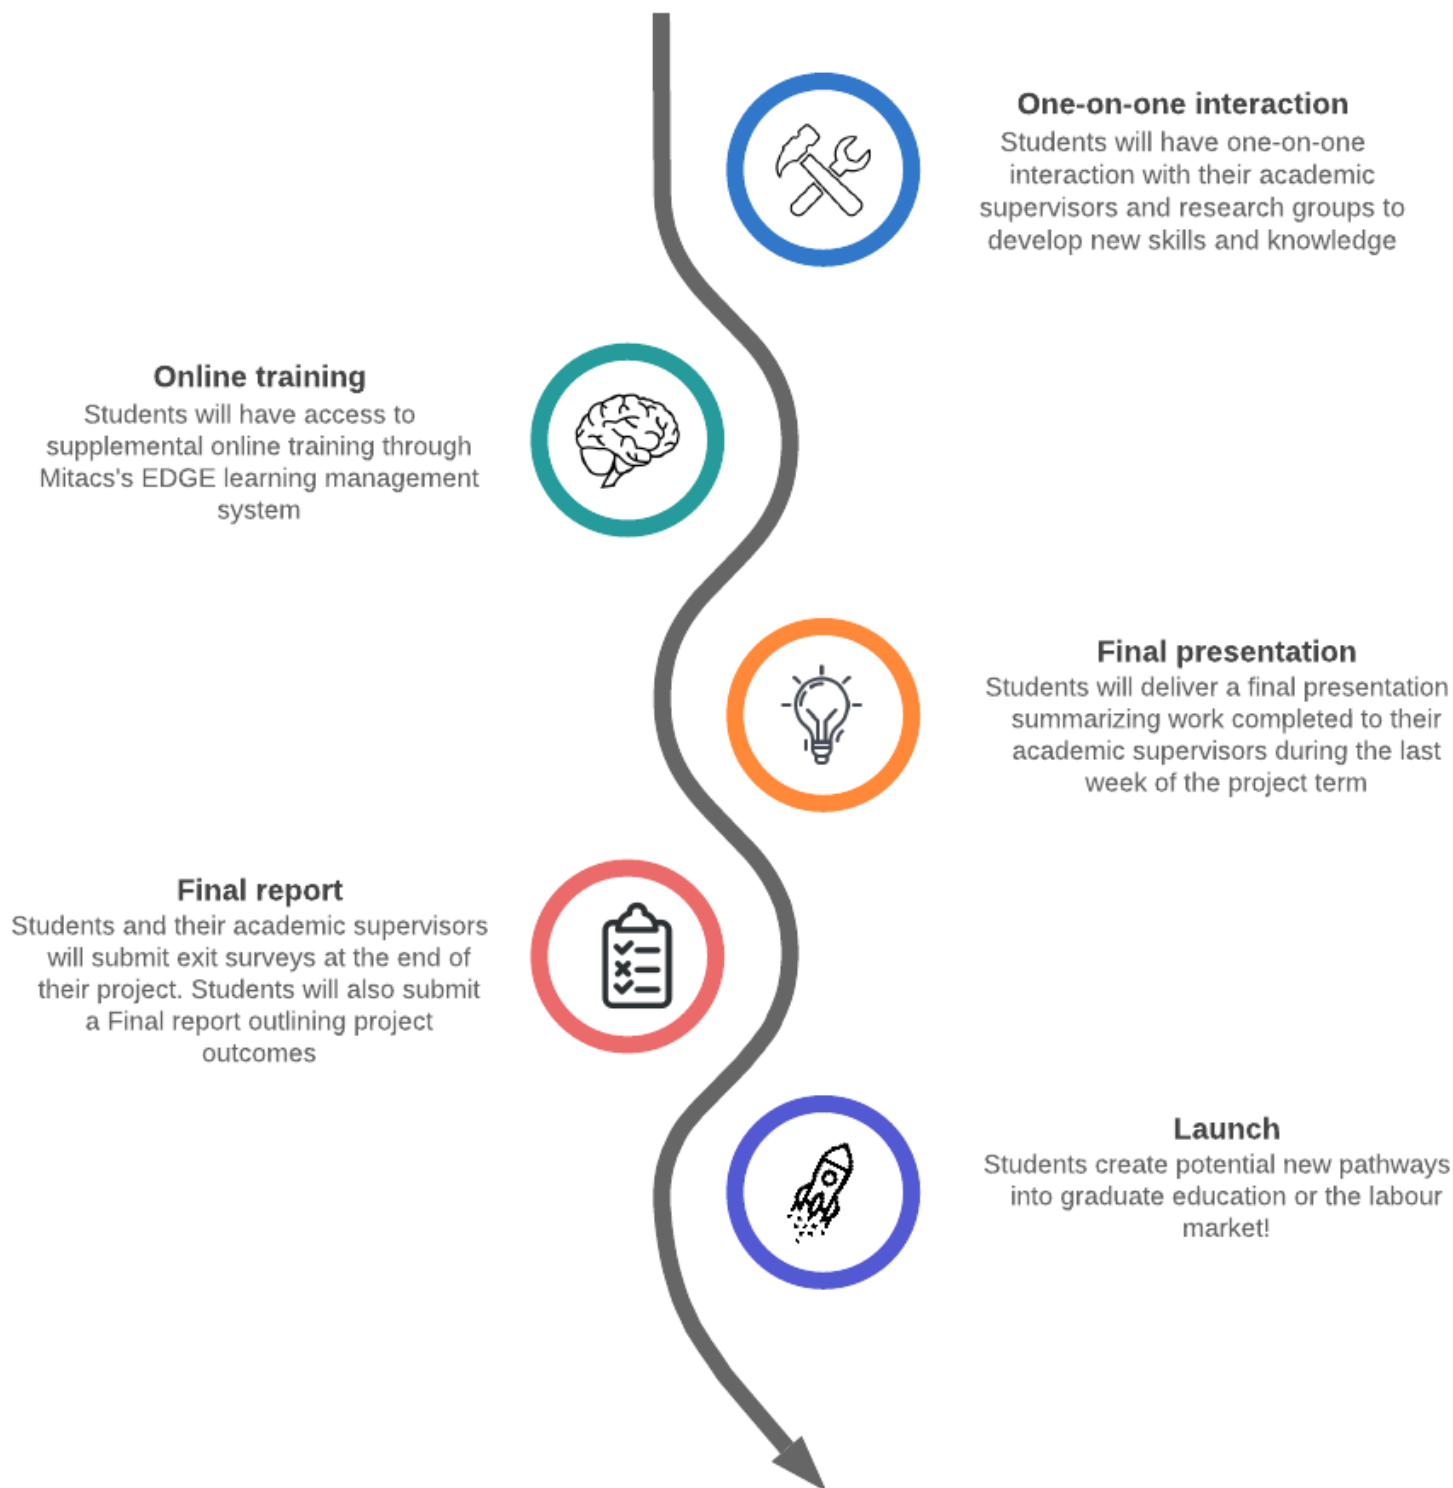 One-on-one interaction
Students will have one-on-one
interaction with their academic
supervisors and research groups to
develop new skills and knowledge
Online training
Students will have access to
supplemental online training through
Mitacs's EDGE learning management
system
Final presentation
Students will deliver a final presentation
summarizing work completed to their
academic supervisors during the last
week of the project term
Final report
Students and their academic supervisors
will submit exit surveys at the end of
their project. Students will also submit
a Final report outlining project
outcomes
Launch
Students create potential new pathways
into graduate education or the labour
market!